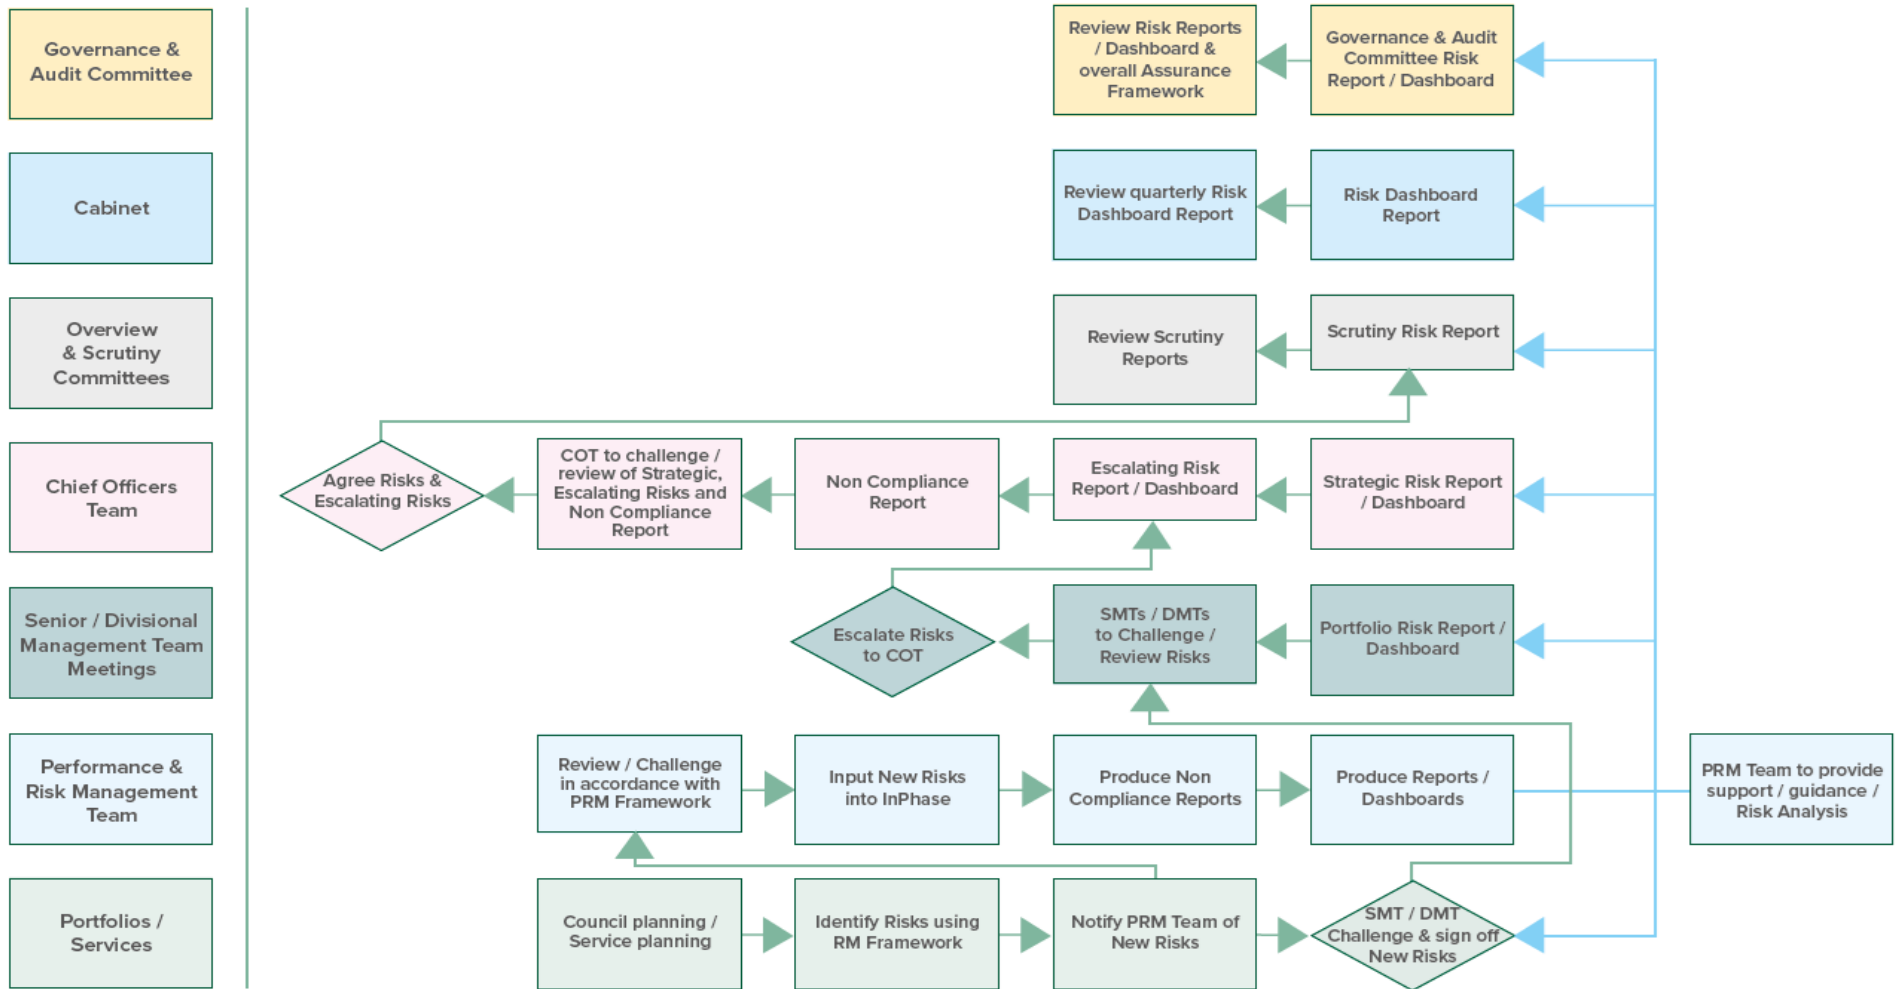 Governance &
Audit Committee
Review Risk Reports
/ Dashboard &
overall Assurance
Framework
Governance & Audit
Committee Risk
Report / Dashboard
Cabinet
Review quarterly Risk
Dashboard Report
Risk Dashboard
Report
Overview
& Scrutiny
Committees
Review Scrutiny
Reports
Scrutiny Risk Report
Chief Officers
Team
Agree Risks &
Escalating Risks
COT to challenge /
review of Strategic,
Escalating Risks and
Non Compliance
Report
Non Compliance
Report
Escalating Risk
Report / Dashboard
Strategic Risk Report
/ Dashboard
Senior / Divisional
Management Team
Meetings
Escalate Risks
to COT
SMTs / DMTs
to Challenge /
Review Risks
Portfolio Risk Report /
Dashboard
Performance &
Risk Management
Team
Review / Challenge
in accordance with
PRM Framework
Input New Risks
into InPhase
Produce Non
Compliance Reports
Produce Reports /
Dashboards
PRM Team to provide
support / guidance /
Risk Analysis
Portfolios /
Services
Council planning /
Service planning
Identify Risks using
RM Framework
Notify PRM Team of
New Risks
SMT / DMT
Challenge & sign off
New Risks